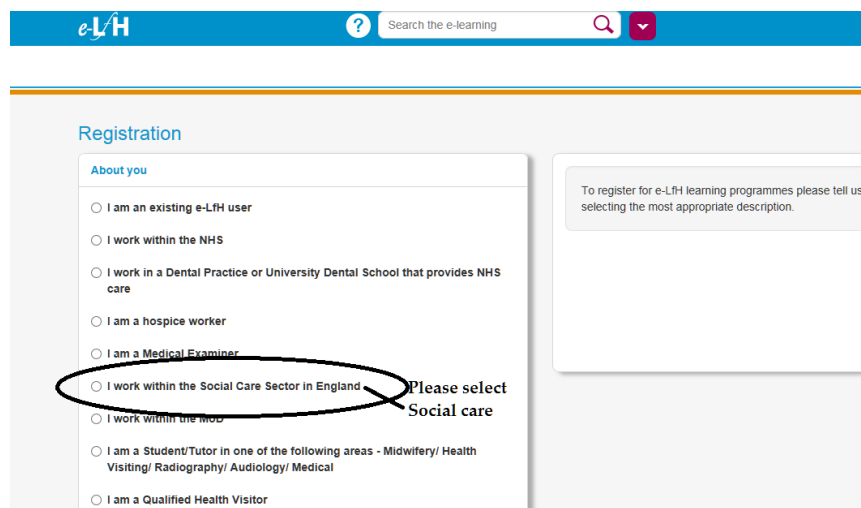 e-LfH
? Search the e-learning
Registration
About you
I am an existing e-LfH user
I work within the NHS
I work in a Dental Practice or University Dental School that provides NHS
care
I am a hospice worker
I am a Medical Examiner
I work within the Social Care Sector in England
Please select
Social care
I work within the MoD
I am a Student/Tutor in one of the following areas - Midwifery/ Health
Visiting/ Radiography/ Audiology/ Medical
I am a Qualified Health Visitor
To register for e-LfH learning programmes please tell us
selecting the most appropriate description.